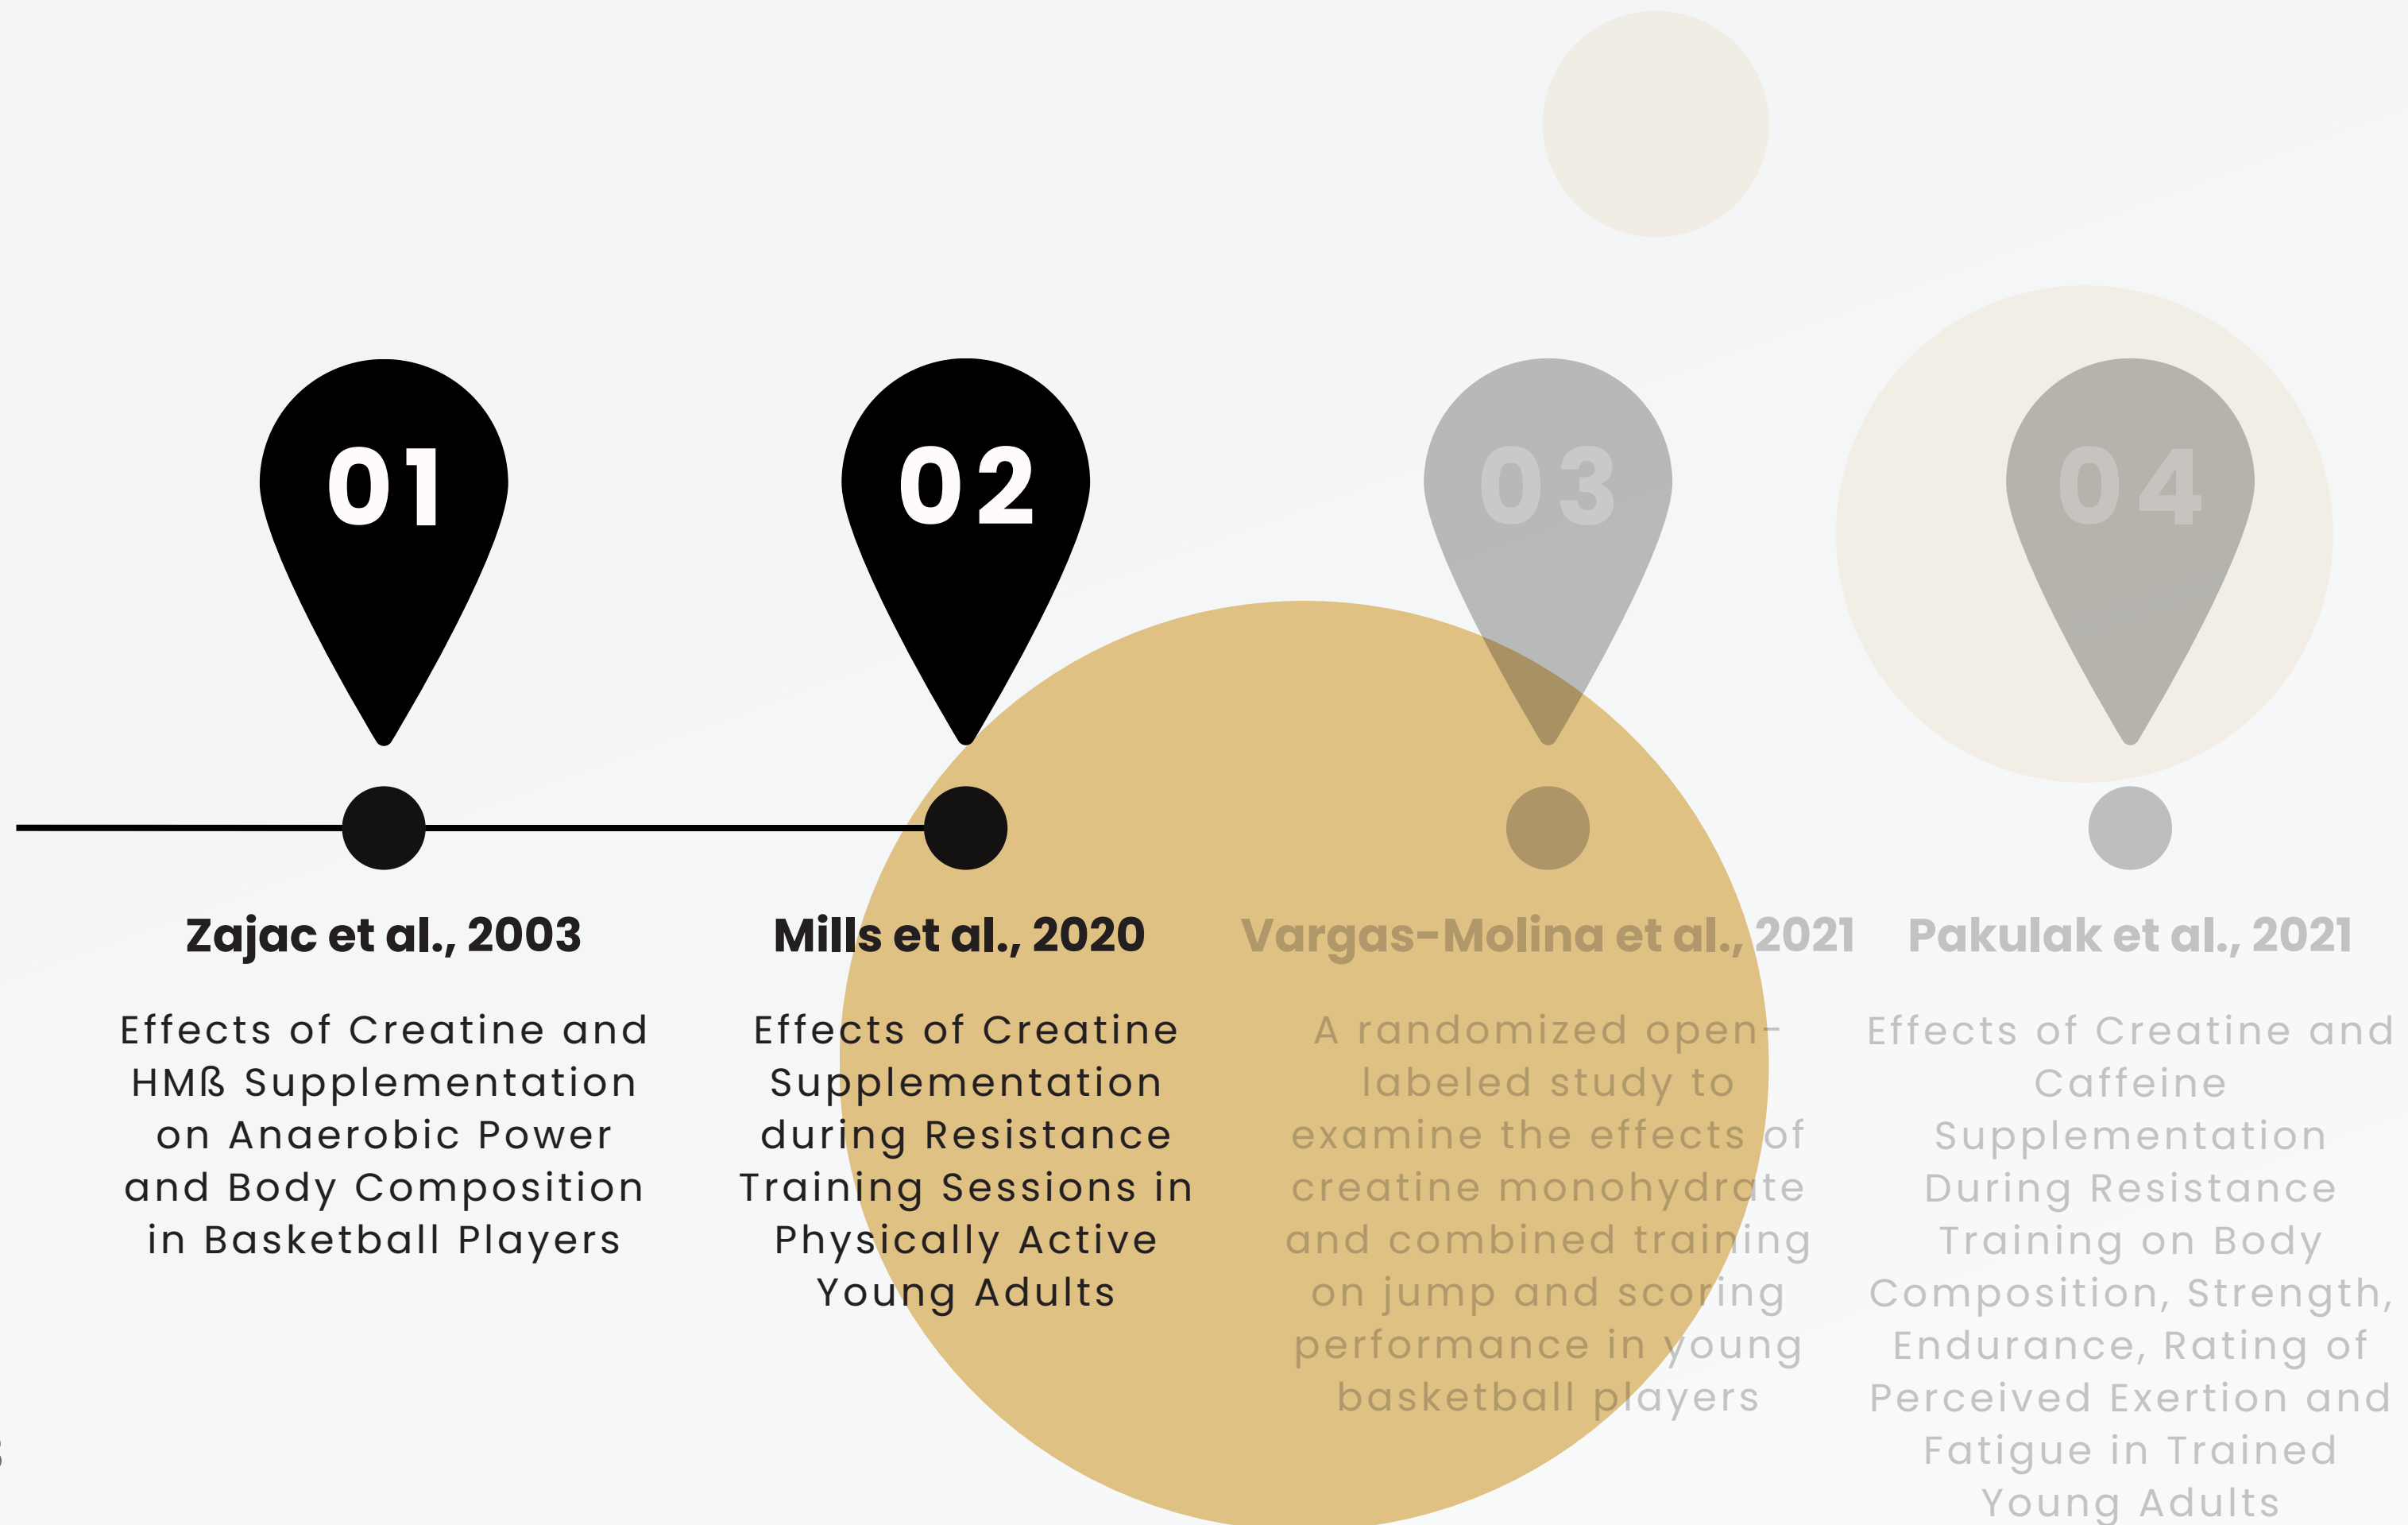 01
Zajac et al., 2003
Effects of Creatine and
HMß Supplementation
on Anaerobic Power
and Body Composition
in Basketball Players
02
Mills et al., 2020
Effects of Creatine
Supplementation
during Resistance
Training Sessions in
Physically Active
Young Adults
03
Vargas-Molina et al., 2021
A randomized open-
labeled study to
examine the effects of
creatine monohydrate
and combined training
on jump and scoring
performance in young
basketball players
04
Pakulak et al., 2021
Effects of Creatine and
Caffeine
Supplementation
During Resistance
Training on Body
Composition, Strength,
Endurance, Rating of
Perceived Exertion and
Fatigue in Trained
Young Adults